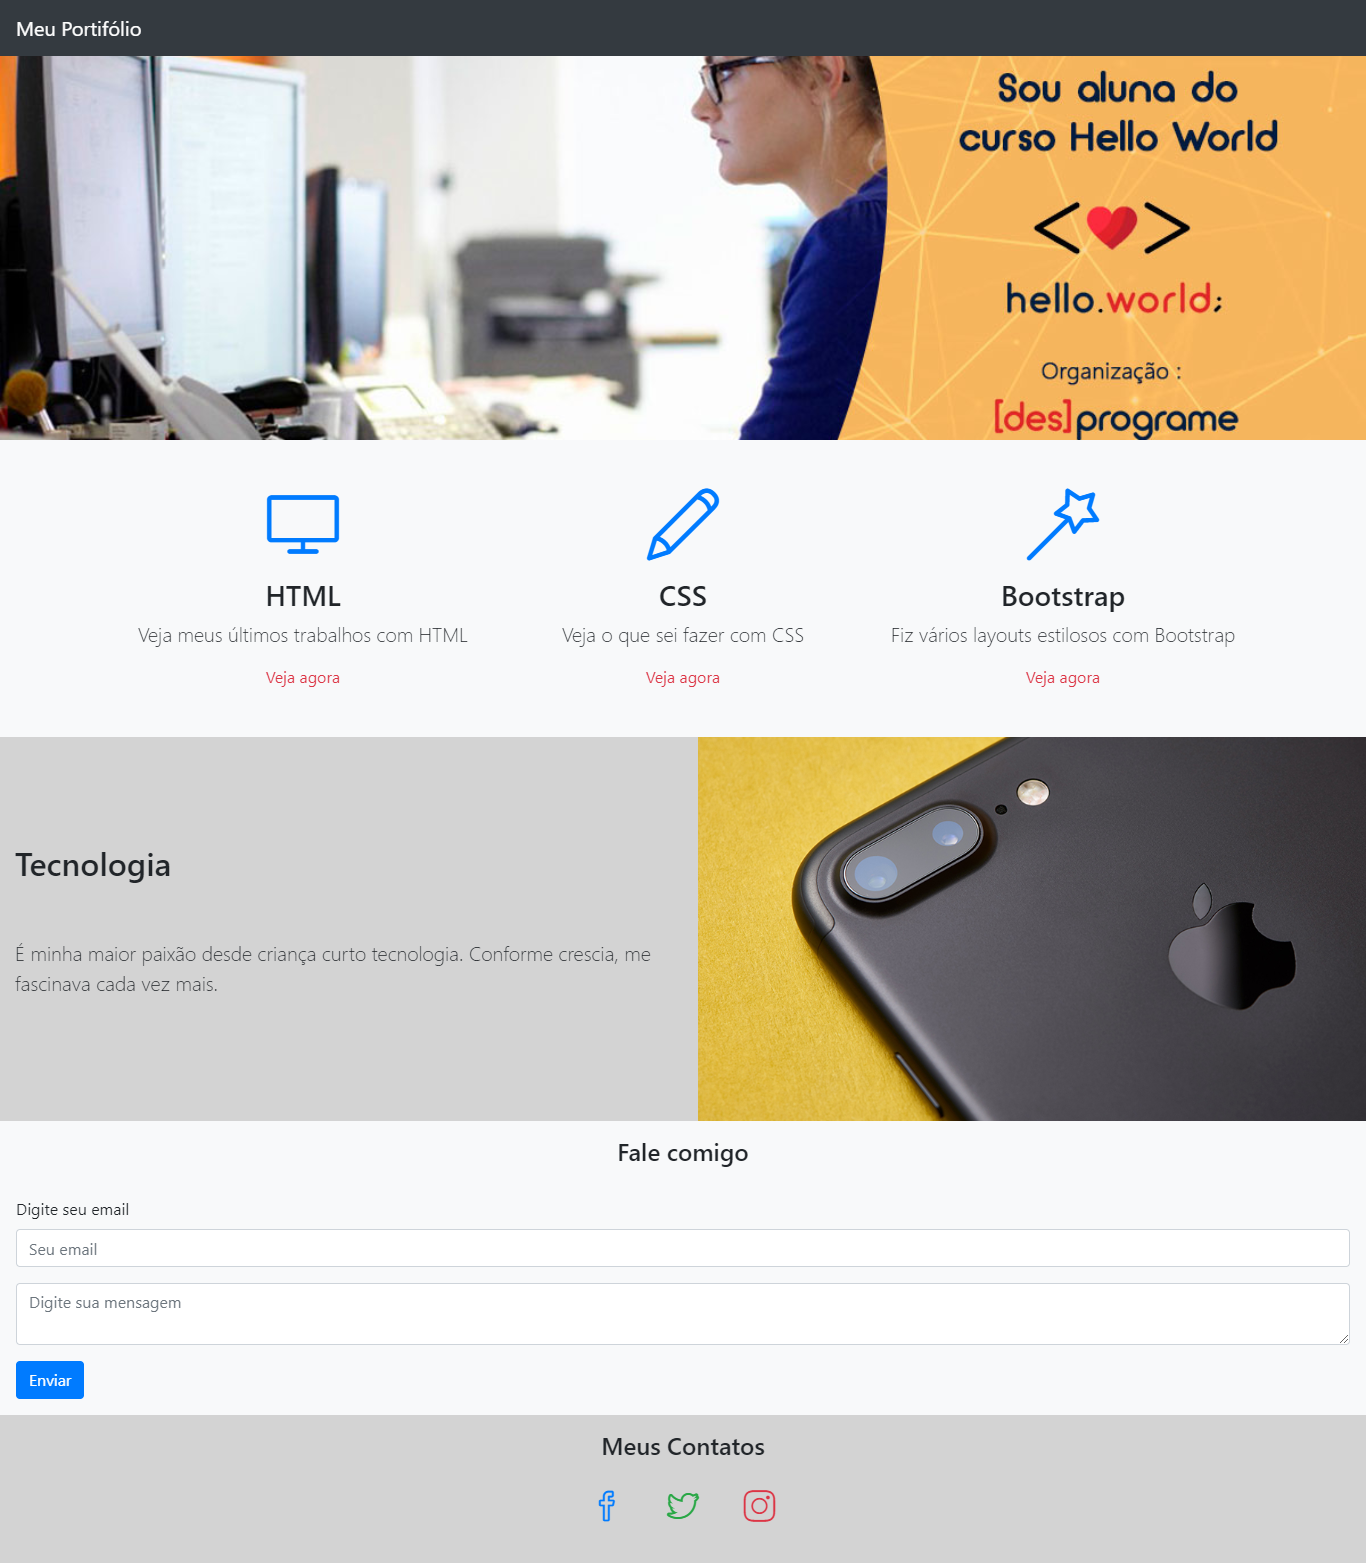 Meu Portifólio
Sou aluna do
curso Hello World
hello.world;
Organização :
[des]programe
HTML
Veja meus últimos trabalhos com HTML
Veja agora
CSS
Veja o que sei fazer com CSS
Veja agora
Bootstrap
Fiz vários layouts estilosos com Bootstrap
Veja agora
Tecnologia
É minha maior paixão desde criança curto tecnologia. Conforme crescia, me
fascinava cada vez mais.
Fale comigo
Digite seu email
Seu email
Digite sua mensagem
Enviar
Meus Contatos